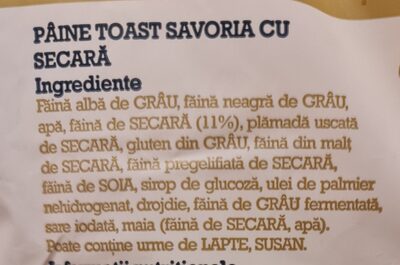 PÂINE TOAST SAVORIA CU
SECARĂ
Ingrediente
Făină albă de GRÂU, făină neagră de GRÂU,
apă, făină de SECARĂ (11%), plămadă uscată
de SECARĂ, gluten din GRÂU, făină din malț
de SECARĂ, făină pregelifiată de SECARĂ,
făină de SOIA, sirop de glucoză, ulei de palmier
nehidrogenat, drojdie, făină de GRÂU fermentată,
sare iodată, maia (făină de SECARĂ, apă).
Poate conține urme de LAPTE, SUSAN.